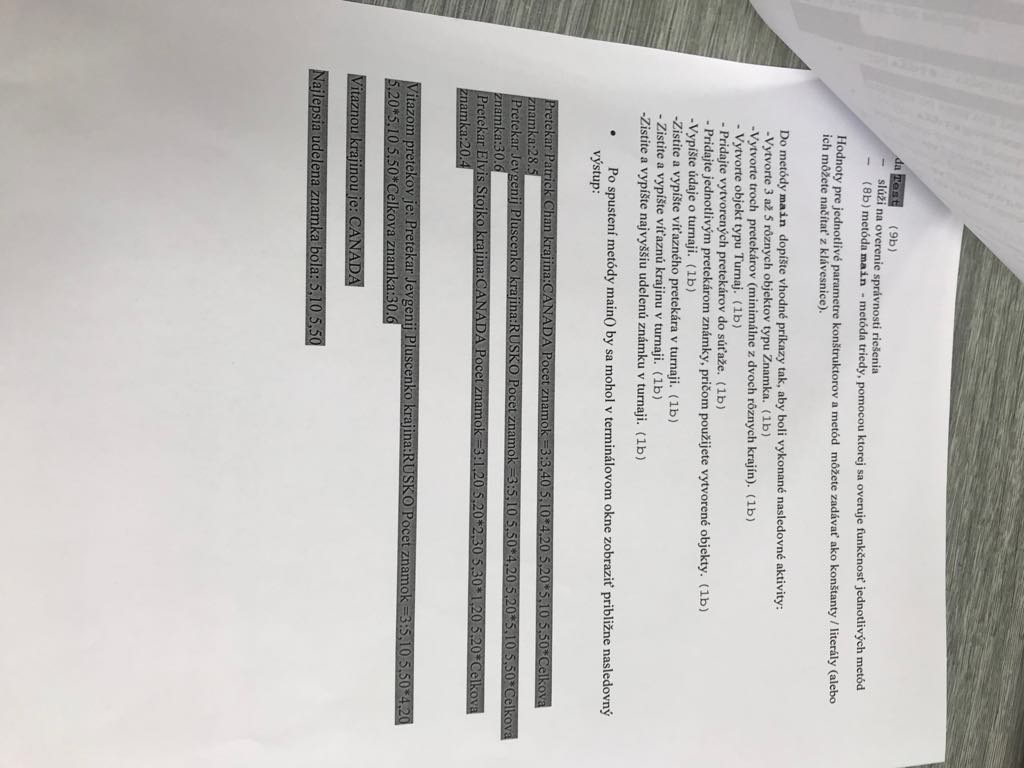 da Test (9b)
– slúži na overenie správnosti riešenia
– (8b) metóda main - metóda triedy, pomocou ktorej sa overuje funkčnosť jednotlivých metód
Hodnoty pre jednotlivé parametre konštruktorov a metód môžete zadávať ako konštanty / literály (alebo
ich môžete načítať z klávesnice).
Do metódy main dopíšte vhodné príkazy tak, aby boli vykonané nasledovné aktivity:
-Vytvorte 3 až 5 rôznych objektov typu Znamka. (1b)
-Vytvorte troch pretekárov (minimálne z dvoch rôznych krajín). (1b)
- Vytvorte objekt typu Turnaj. (1b)
- Pridajte vytvorených pretekárov do súťaže. (1b)
- Pridajte jednotlivým pretekárom známky, pričom použijete vytvorené objekty. (1b)
-Vypíšte údaje o turnaji. (1b)
-Zistite a vypíšte víťazného pretekára v turnaji. (1b)
- Zistite a vypíšte víťaznú krajinu v turnaji. (1b)
-Zistite a vypíšte najvyššiu udelenú známku v turnaji. (1b)
• Po spustení metódy main() by sa mohol v terminálovom okne zobraziť približne nasledovný
výstup:
Pretekar Patrick Chan krajina:CANADA Pocet znamok =3:3,40 5,10*4,20 5,20*5,10 5,50*Celkova
znamka:28.5
Pretekar Jevgenij Pluscenko krajina:RUSKO Pocet znamok =3:5,10 5,50*4,20 5,20*5,10 5,50*Celkova
znamka:30.6
Pretekar Elvis Stojko krajina:CANADA Pocet znamok =3:1,20 5,20*2,30 5,30*1,20 5,20*Celkova
znamka:20.4
Vitazom pretekov je: Pretekar Jevgenij Pluscenko krajina:RUSKO Pocet znamok =3:5,10 5,50*4,20
5,20*5,10 5,50*Celkova znamka:30.6
Vitaznou krajinou je: CANADA
Najlepsia udelena znamka bola: 5,10 5,50